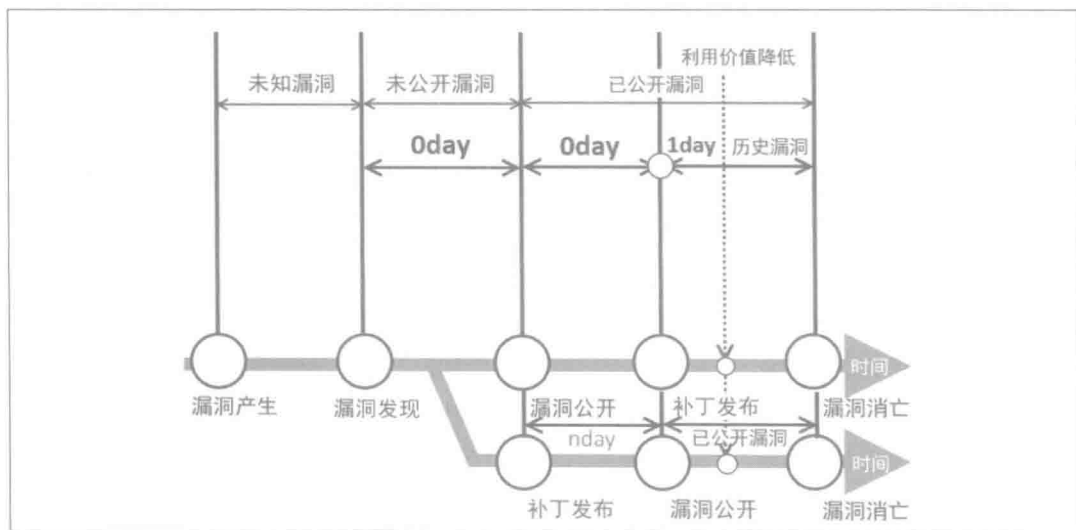 利用价值降低
未知漏洞 未公开漏洞 已公开漏洞
0day 0day 1day 历史漏洞
时间
漏洞产生 漏洞发现 漏洞公开 补丁发布 漏洞消亡
nday 已公开漏洞
时间
补丁发布 漏洞公开 漏洞消亡